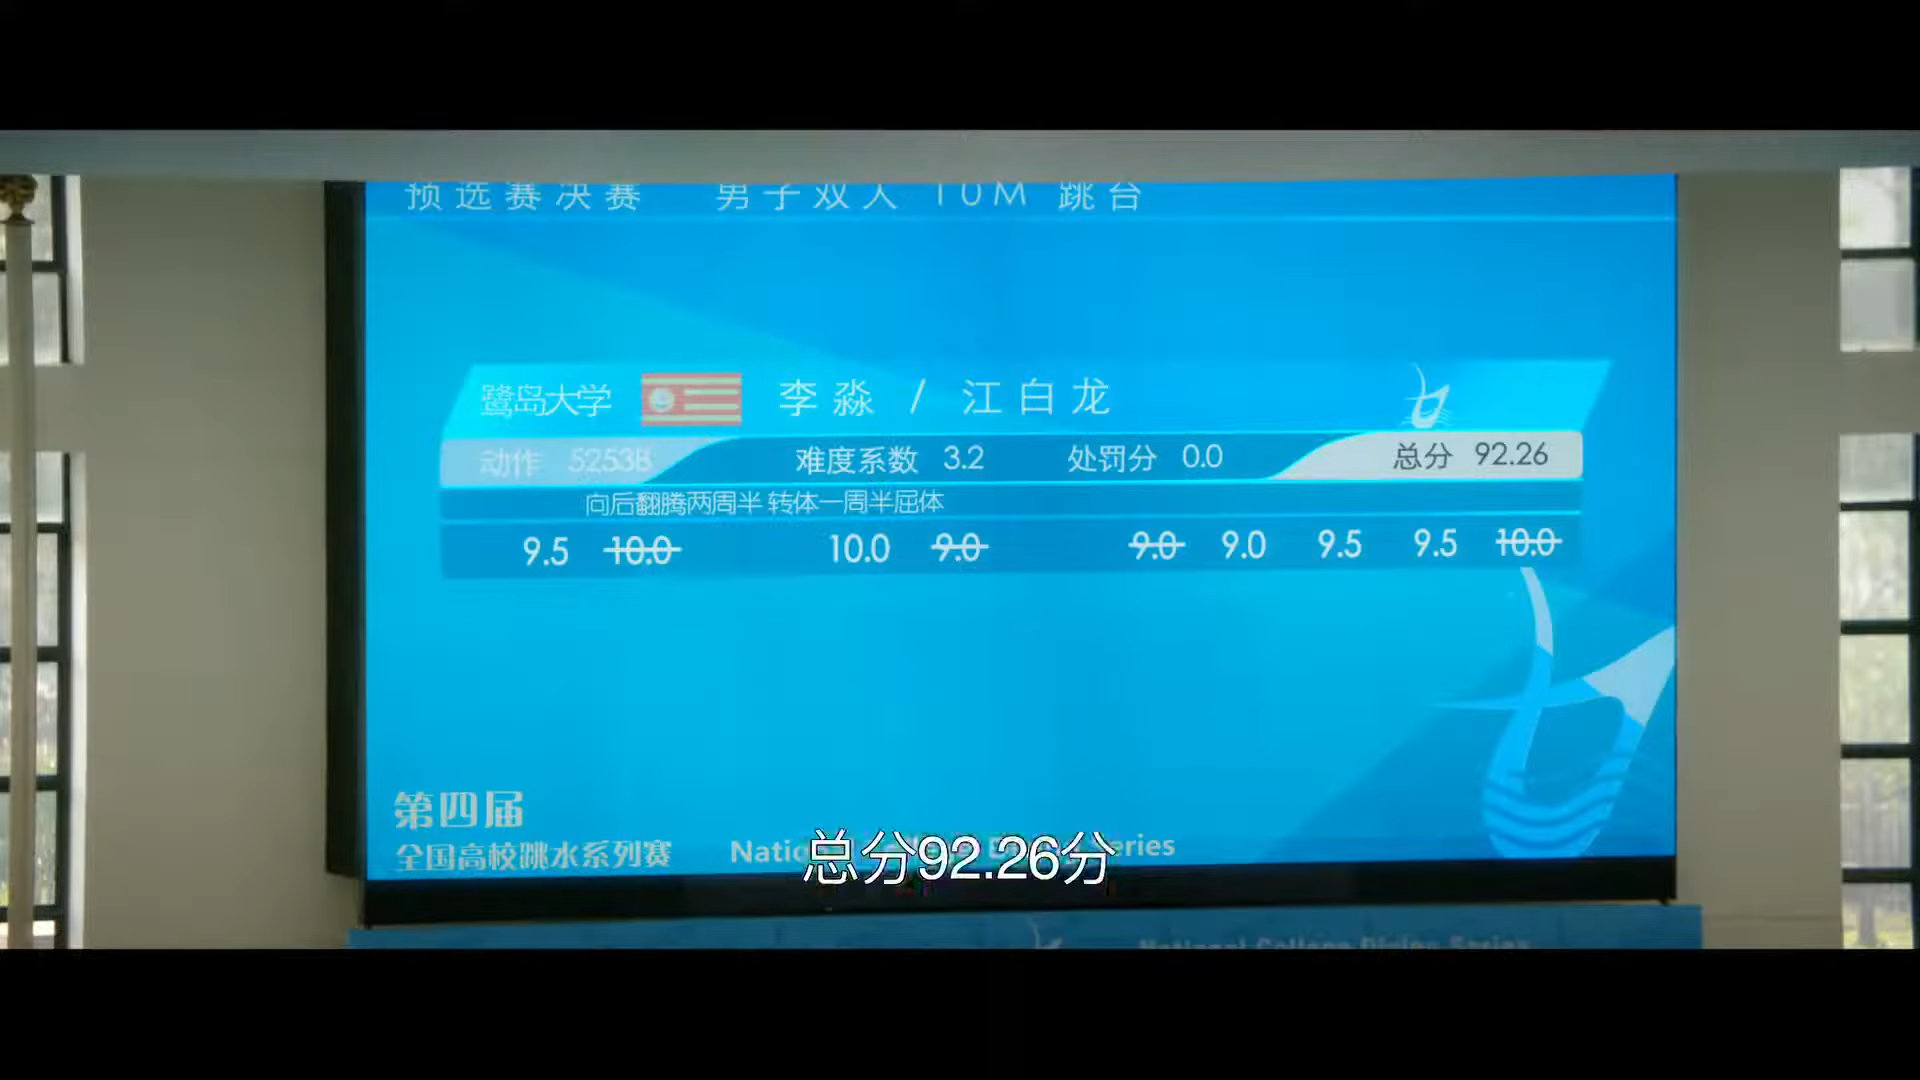 预选赛决赛 男子双人 10M 跳台
鹭岛大学 李淼 / 江白龙
动作 5253B 难度系数 3.2 处罚分 0.0 总分 92.26
向后翻腾两周半 转体一周半屈体
9.5 10.0 10.0 9.0 9.0 9.0 9.5 9.5 10.0
第四届
全国高校跳水系列赛
总分92.26分
National College Diving Series